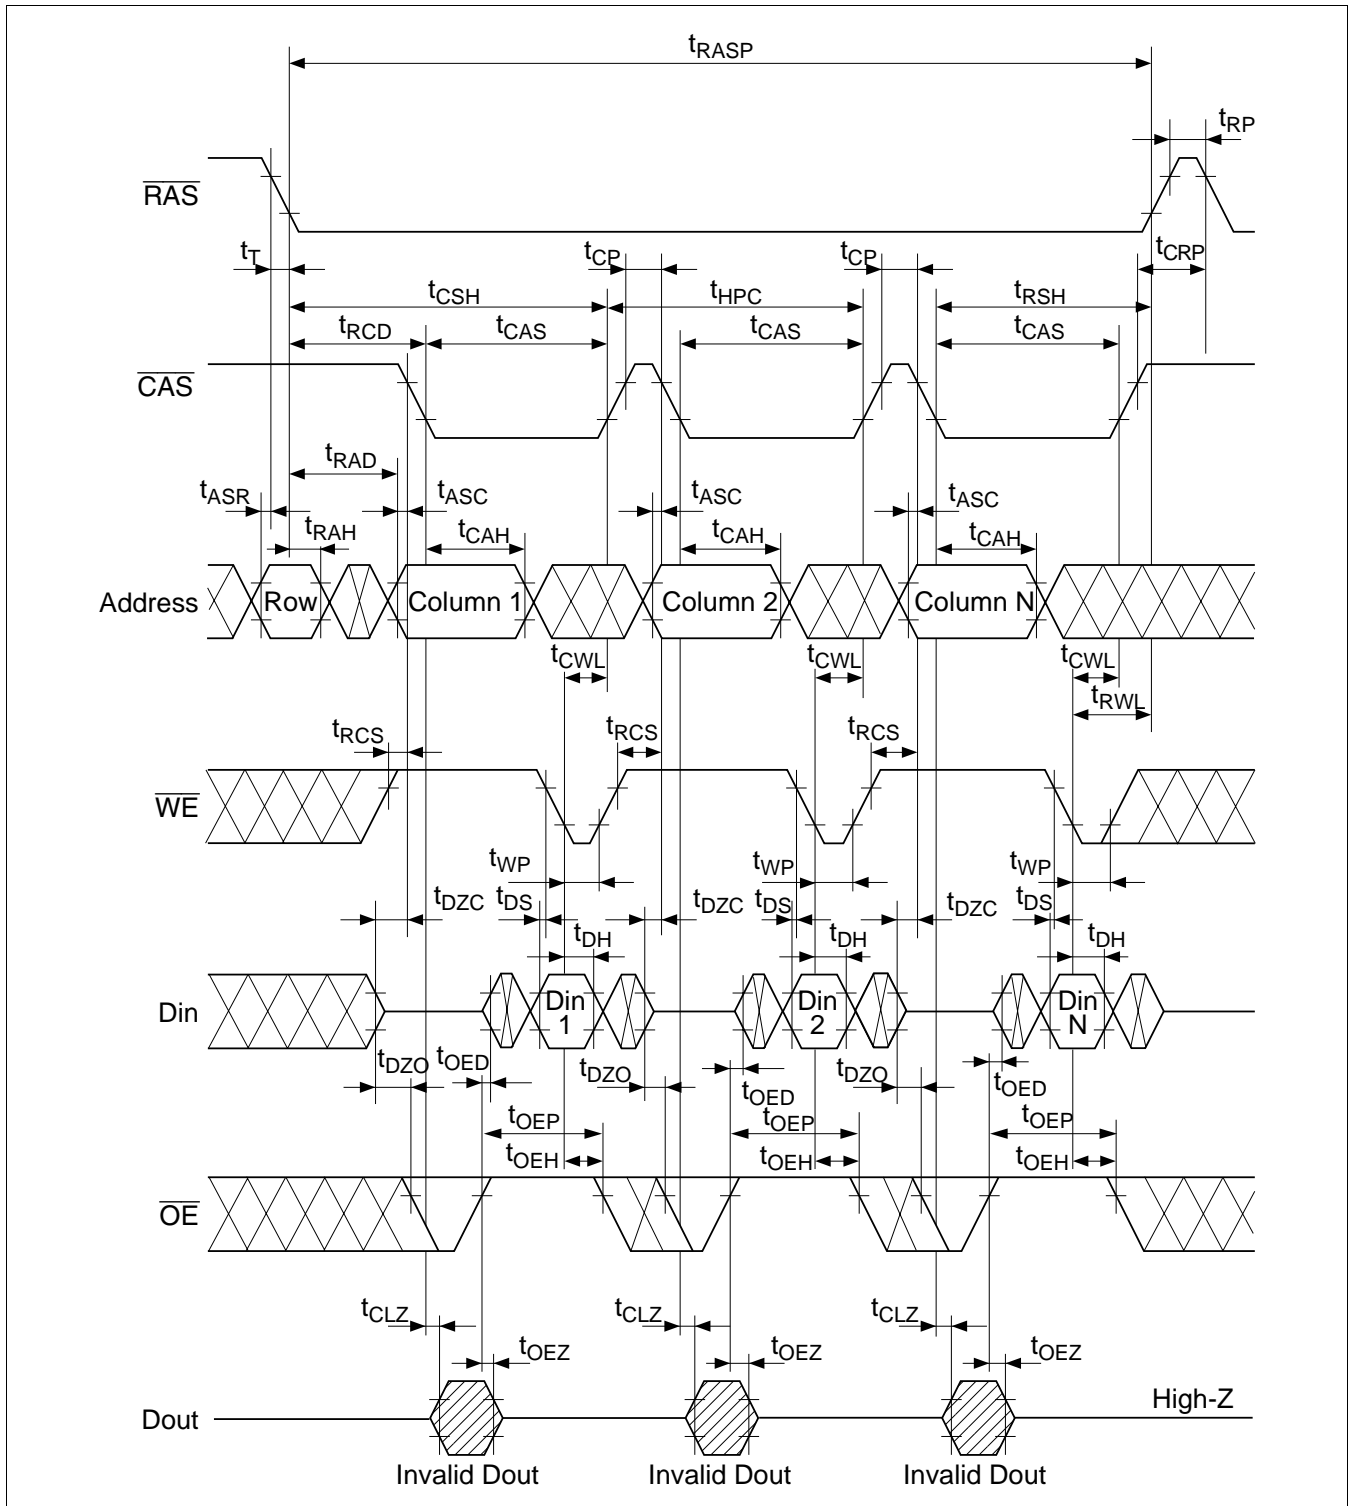 tRASP
tRP
RAS
tT
tCP
tCP
tCRP
tCSH
tHPC
tRSH
tRCD
tCAS
tCAS
tCAS
CAS
tRAD
tASR
tASC
tASC
tASC
tRAH
tCAH
tCAH
tCAH
Address
Row
Column 1
Column 2
Column N
tCWL
tCWL
tCWL
tRWL
tRCS
tRCS
tRCS
WE
tWP
tWP
tWP
tDZC
tDS
tDZC
tDS
tDZC
tDS
tDH
tDH
tDH
Din
Din 1
Din 2
Din N
tDZO
tOED
tDZO
tOED
tDZO
tOED
tOEP
tOEP
tOEP
tOEH
tOEH
tOEH
OE
tCLZ
tCLZ
tCLZ
tOEZ
tOEZ
tOEZ
Dout
High-Z
Invalid Dout
Invalid Dout
Invalid Dout